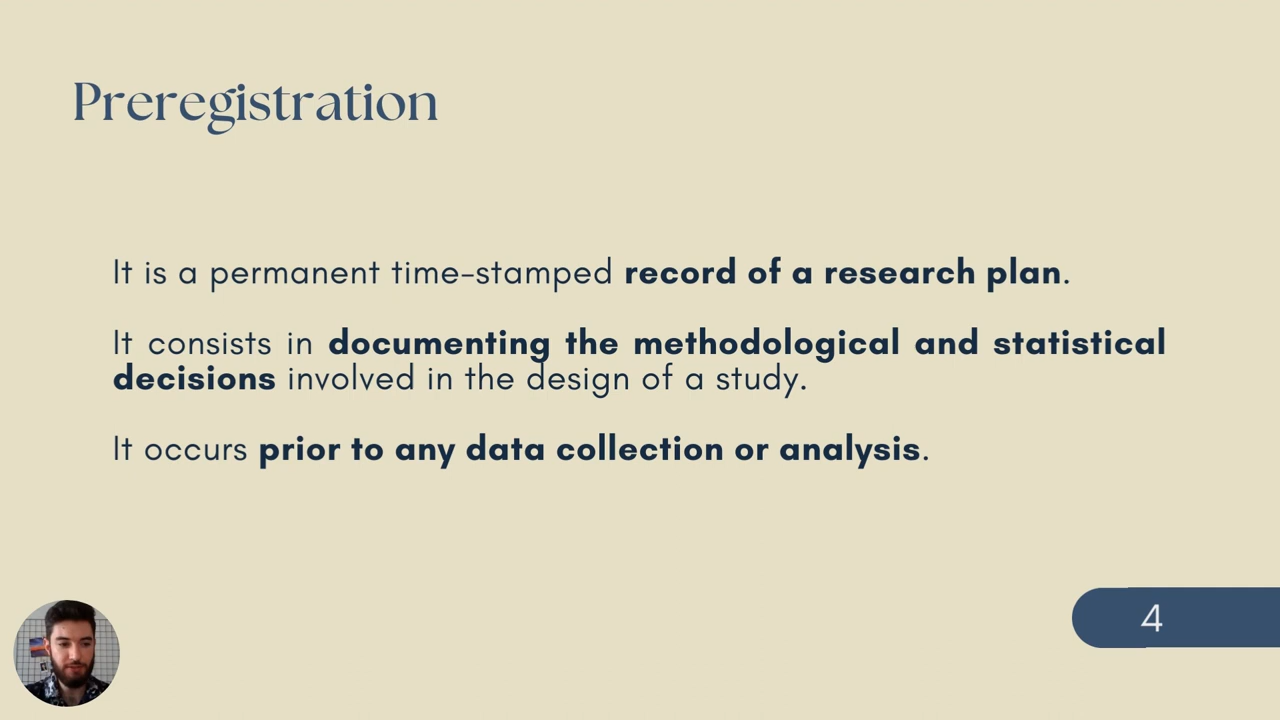 Preregistration
It is a permanent time-stamped record of a research plan.
It consists in documenting the methodological and statistical
decisions involved in the design of a study.
It occurs prior to any data collection or analysis.
4